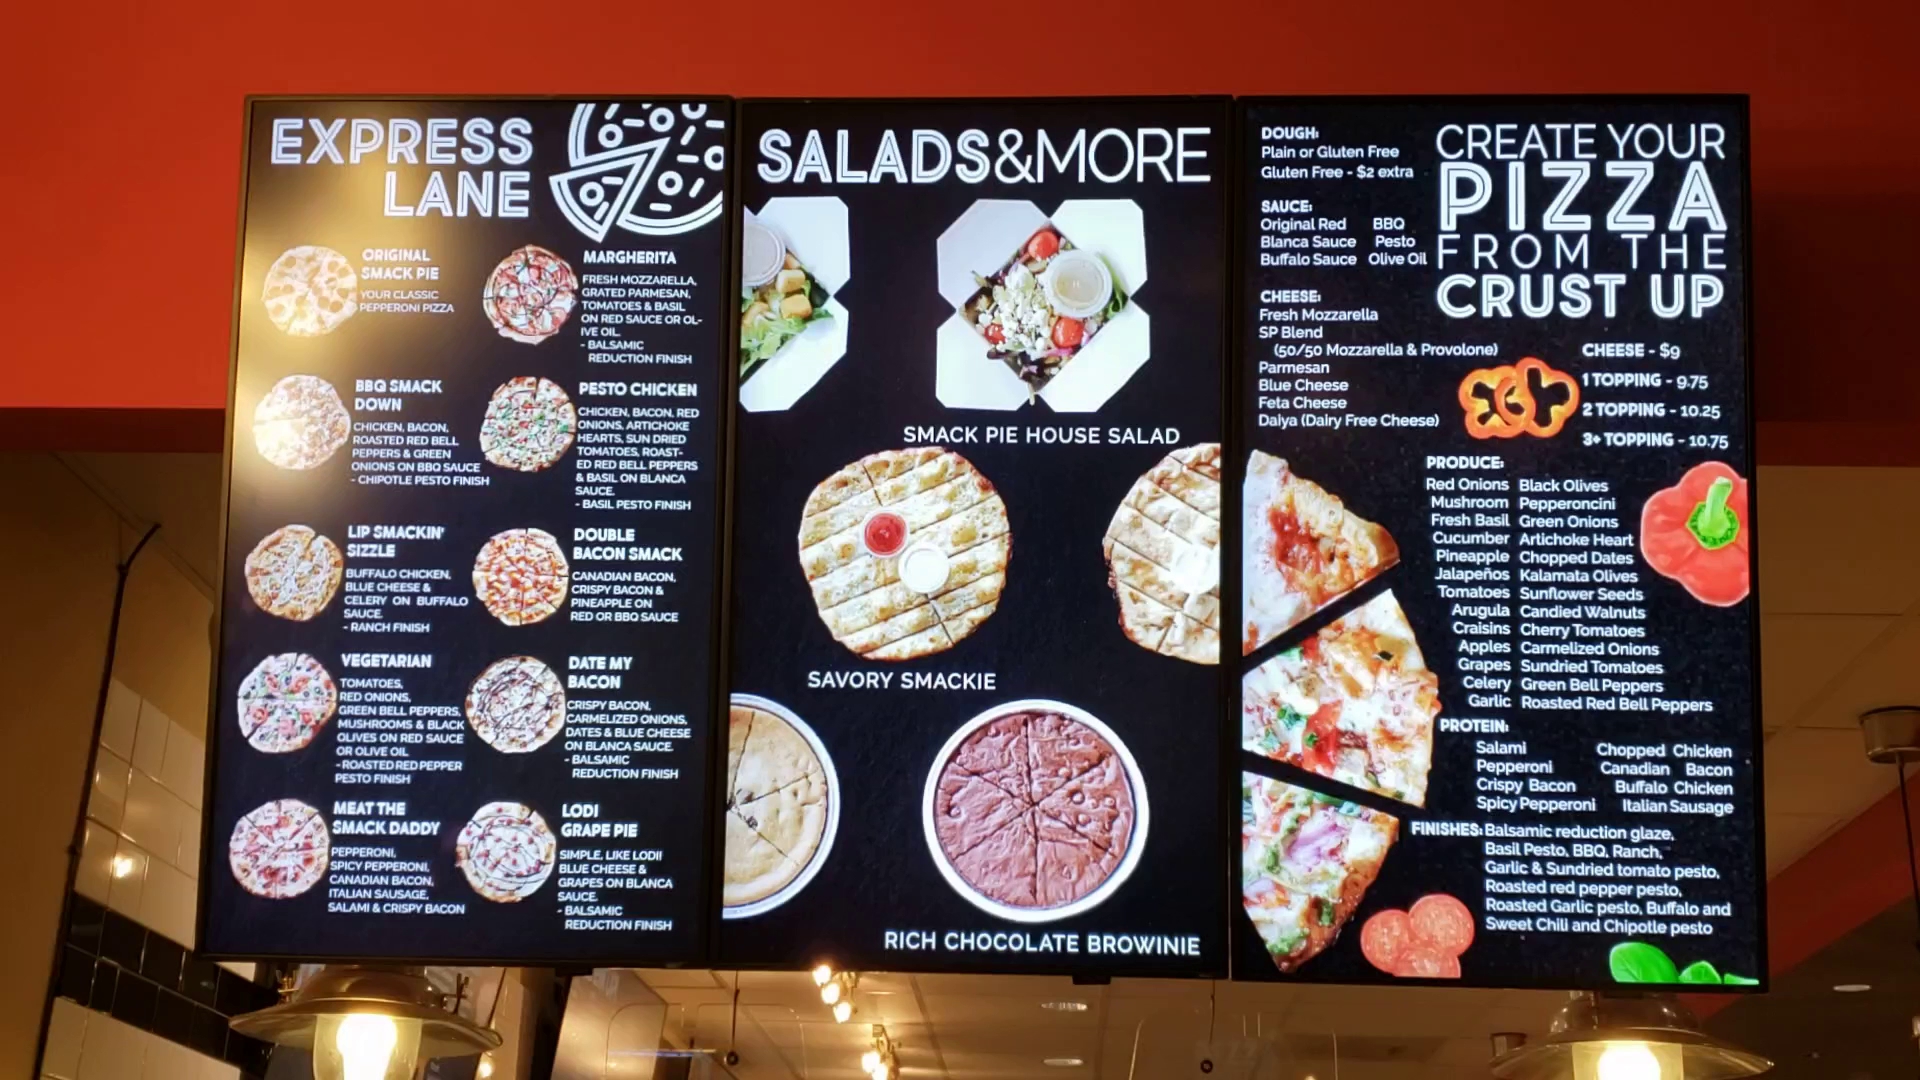 EXPRESS
LANE
ORIGINAL
SMACK PIE
YOUR CLASSIC
PEPPERONI PIZZA
BBQ SMACK
DOWN
CHICKEN, BACON,
ROASTED RED BELL
PEPPERS & GREEN
ONIONS ON BBQ SAUCE
- CHIPOTLE PESTO FINISH
LIP SMACKIN'
SIZZLE
BUFFALO CHICKEN,
BLUE CHEESE &
CELERY ON BUFFALO
SAUCE.
- RANCH FINISH
VEGETARIAN
TOMATOES,
RED ONIONS,
GREEN BELL PEPPERS,
MUSHROOMS & BLACK
OLIVES ON RED SAUCE
OR OLIVE OIL
- ROASTED RED PEPPER
PESTO FINISH
MEAT THE
SMACK DADDY
PEPPERONI,
SPICY PEPPERONI,
CANADIAN BACON,
ITALIAN SAUSAGE,
SALAMI & CRISPY BACON
MARGHERITA
FRESH MOZZARELLA,
GRATED PARMESAN,
TOMATOES & BASIL
ON RED SAUCE OR OL-
IVE OIL.
- BALSAMIC
REDUCTION FINISH
PESTO CHICKEN
CHICKEN, BACON, RED
ONIONS, ARTICHOKE
HEARTS, SUN DRIED
TOMATOES, ROAST-
ED RED BELL PEPPERS
& BASIL ON BLANCA
SAUCE.
- BASIL PESTO FINISH
DOUBLE
BACON SMACK
CANADIAN BACON,
CRISPY BACON &
PINEAPPLE ON
RED OR BBQ SAUCE
DATE MY
BACON
CRISPY BACON,
CARMELIZED ONIONS,
DATES & BLUE CHEESE
ON BLANCA SAUCE.
- BALSAMIC
REDUCTION FINISH
LODI
GRAPE PIE
SIMPLE, LIKE LODI!
BLUE CHEESE &
GRAPES ON BLANCA
SAUCE.
- BALSAMIC
REDUCTION FINISH
SALADS&MORE
SMACK PIE HOUSE SALAD
SAVORY SMACKIE
RICH CHOCOLATE BROWINIE
CREATE YOUR
PIZZA
FROM THE
CRUST UP
DOUGH:
Plain or Gluten Free
Gluten Free - $2 extra
SAUCE:
Original Red BBQ
Blanca Sauce Pesto
Buffalo Sauce Olive Oil
CHEESE:
Fresh Mozzarella
SP Blend
(50/50 Mozzarella & Provolone)
Parmesan
Blue Cheese
Feta Cheese
Daiya (Dairy Free Cheese)
CHEESE - $9
1 TOPPING - 9.75
2 TOPPING - 10.25
3+ TOPPING - 10.75
PRODUCE:
Red Onions Black Olives
Mushroom Pepperoncini
Fresh Basil Green Onions
Cucumber Artichoke Heart
Pineapple Chopped Dates
Jalapeños Kalamata Olives
Tomatoes Sunflower Seeds
Arugula Candied Walnuts
Craisins Cherry Tomatoes
Apples Carmelized Onions
Grapes Sundried Tomatoes
Celery Green Bell Peppers
Garlic Roasted Red Bell Peppers
PROTEIN:
Salami Chopped Chicken
Pepperoni Canadian Bacon
Crispy Bacon Buffalo Chicken
Spicy Pepperoni Italian Sausage
FINISHES: Balsamic reduction glaze,
Basil Pesto, BBQ, Ranch,
Garlic & Sundried tomato pesto,
Roasted red pepper pesto,
Roasted Garlic pesto, Buffalo and
Sweet Chili and Chipotle pesto